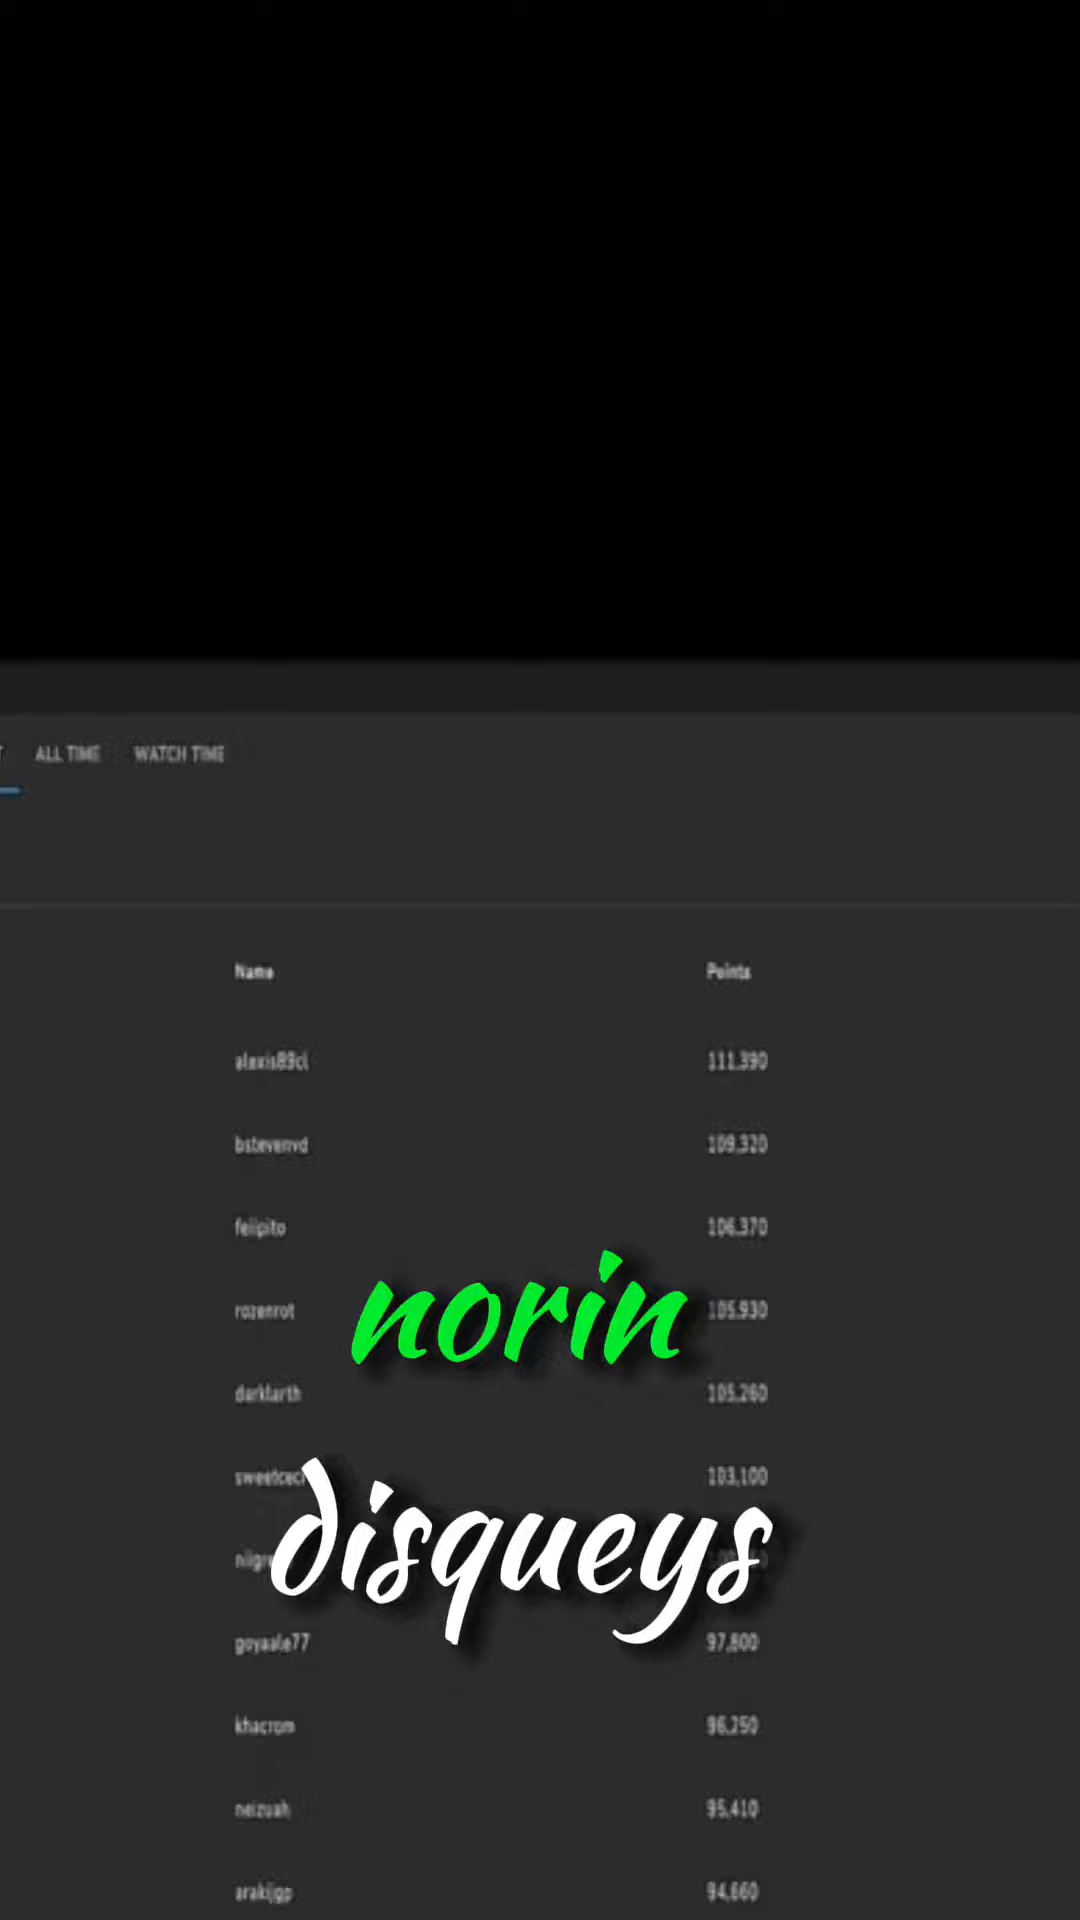 ALL TIME WATCH TIME
Name Points
alexis89cl 111,390
bstevenvd 109,320
feiipito 106,370
rozenrot 105,930
norin
darklarth 105,260
103,100
disqueys
goyaale77 97,800
khacrom 96,250
neizuah 95,410
arakijgp 94,660